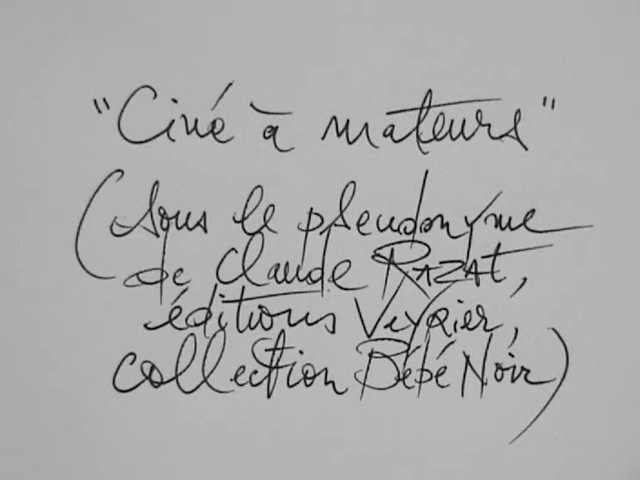 "Ciné à mateurs"
(sous le pseudonyme
de Claude RAZAT,
éditions Veyrier,
collection Bébé Noir)